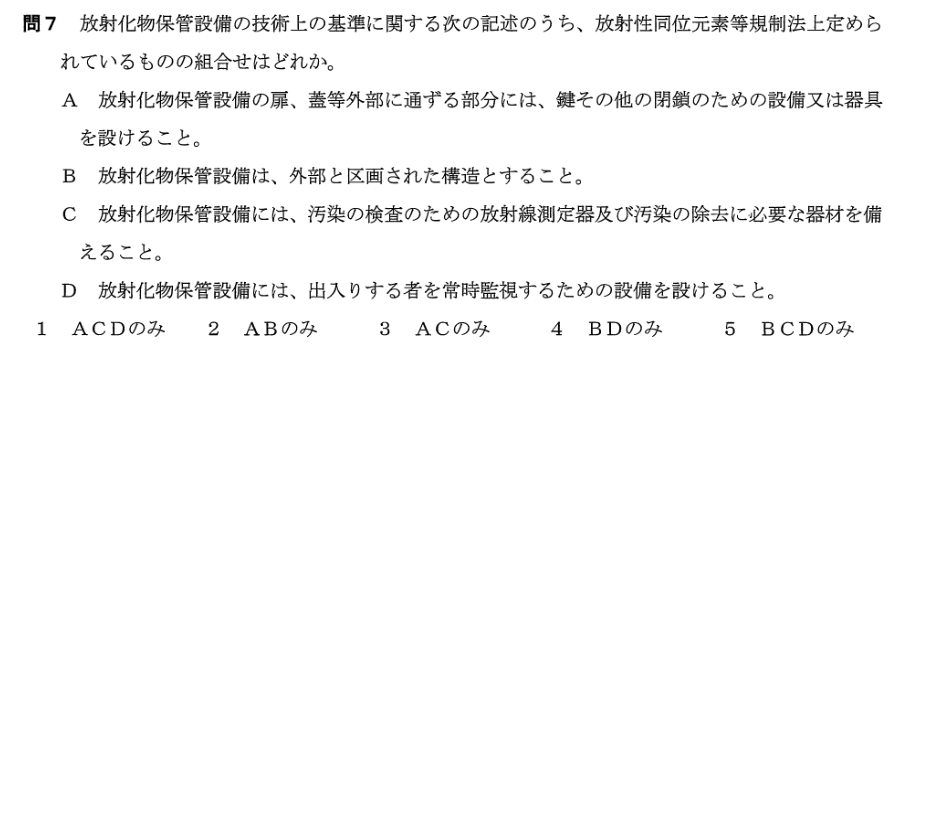 問7 放射化物保管設備の技術上の基準に関する次の記述のうち、放射性同位元素等規制法上定めら
れているものの組合せはどれか。
A 放射化物保管設備の扉、蓋等外部に通ずる部分には、鍵その他の閉鎖のための設備又は器具
を設けること。
B 放射化物保管設備は、外部と区画された構造とすること。
C 放射化物保管設備には、汚染の検査のための放射線測定器及び汚染の除去に必要な器材を備
えること。
D 放射化物保管設備には、出入りする者を常時監視するための設備を設けること。
1 ACDのみ 2 ABのみ 3 ACのみ 4 BDのみ 5 BCDのみ